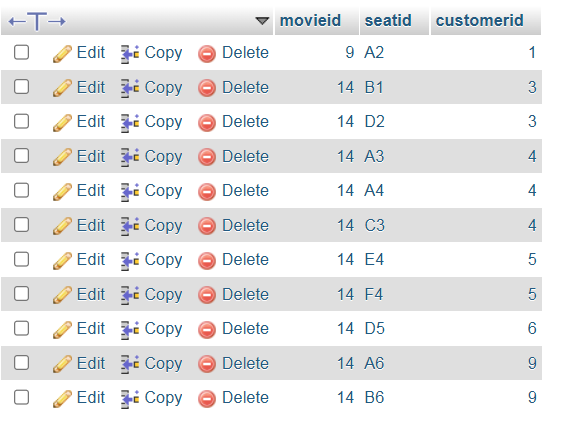 movieid seatid customerid
Edit Copy Delete 9 A2 1
Edit Copy Delete 14 B1 3
Edit Copy Delete 14 D2 3
Edit Copy Delete 14 A3 4
Edit Copy Delete 14 A4 4
Edit Copy Delete 14 C3 4
Edit Copy Delete 14 E4 5
Edit Copy Delete 14 F4 5
Edit Copy Delete 14 D5 6
Edit Copy Delete 14 A6 9
Edit Copy Delete 14 B6 9